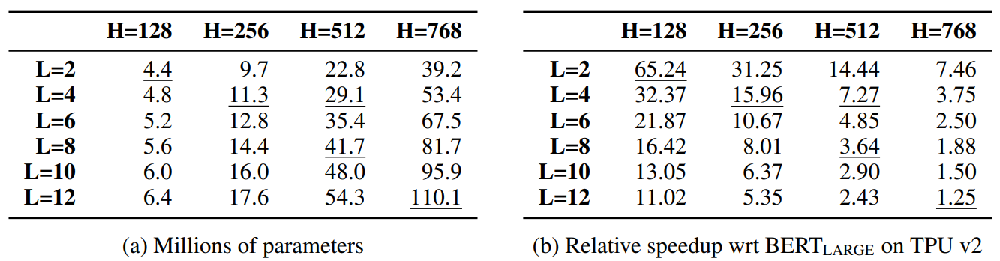 H=128 H=256 H=512 H=768
L=2 4.4 9.7 22.8 39.2
L=4 4.8 11.3 29.1 53.4
L=6 5.2 12.8 35.4 67.5
L=8 5.6 14.4 41.7 81.7
L=10 6.0 16.0 48.0 95.9
L=12 6.4 17.6 54.3 110.1
(a) Millions of parameters
H=128 H=256 H=512 H=768
L=2 65.24 31.25 14.44 7.46
L=4 32.37 15.96 7.27 3.75
L=6 21.87 10.67 4.85 2.50
L=8 16.42 8.01 3.64 1.88
L=10 13.05 6.37 2.90 1.50
L=12 11.02 5.35 2.43 1.25
(b) Relative speedup wrt BERTLARGE on TPU v2